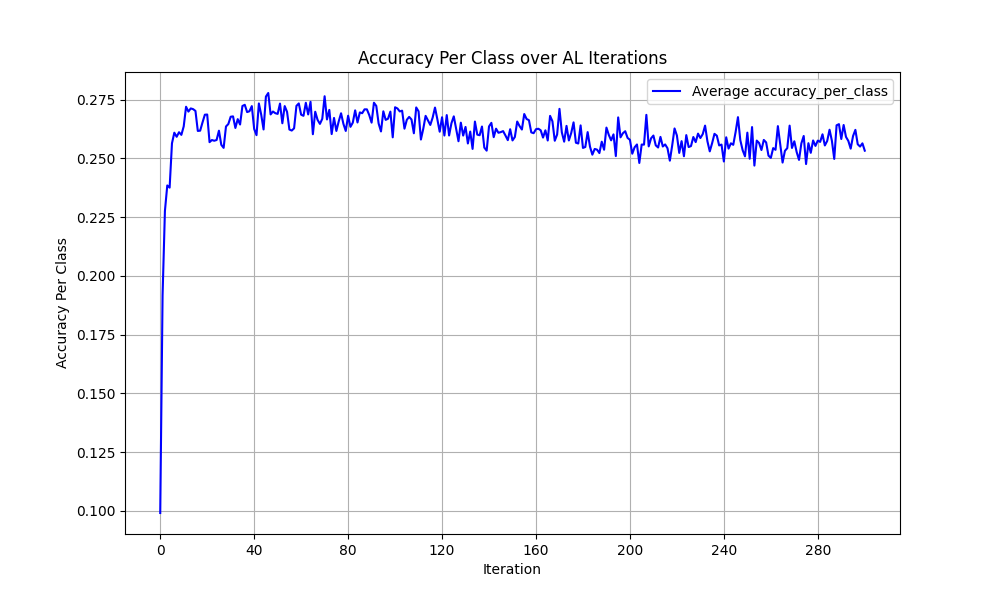 Accuracy Per Class over AL Iterations
Average accuracy_per_class
Accuracy Per Class
0.275
0.250
0.225
0.200
0.175
0.150
0.125
0.100
0 40 80 120 160 200 240 280
Iteration